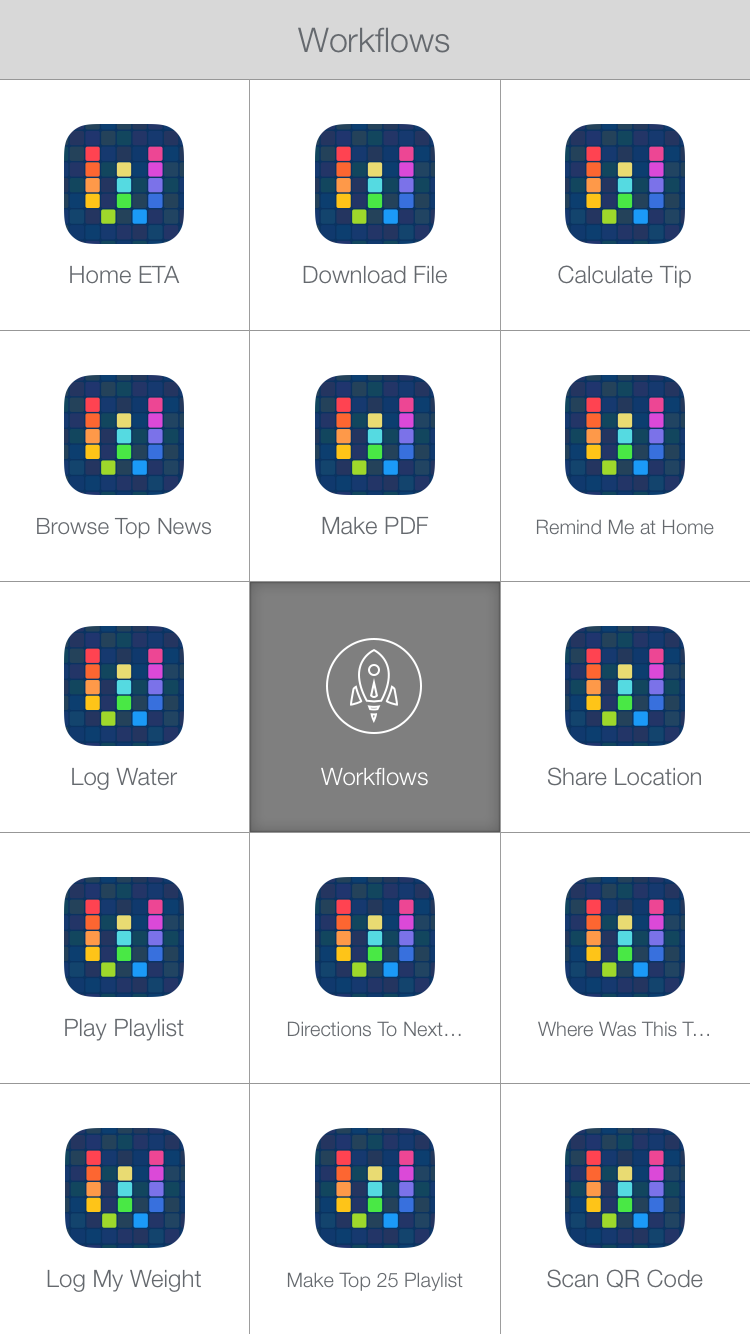 Workflows
Home ETA
Download File
Calculate Tip
Browse Top News
Make PDF
Remind Me at Home
Log Water
Workflows
Share Location
Play Playlist
Directions To Next…
Where Was This T…
Log My Weight
Make Top 25 Playlist
Scan QR Code